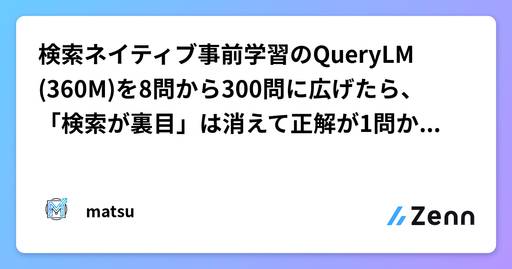 検索ネイティブ事前学習のQueryLM
(360M)を8問から300問に広げたら、
「検索が裏目」は消えて正解が1問か...
matsu
Zenn